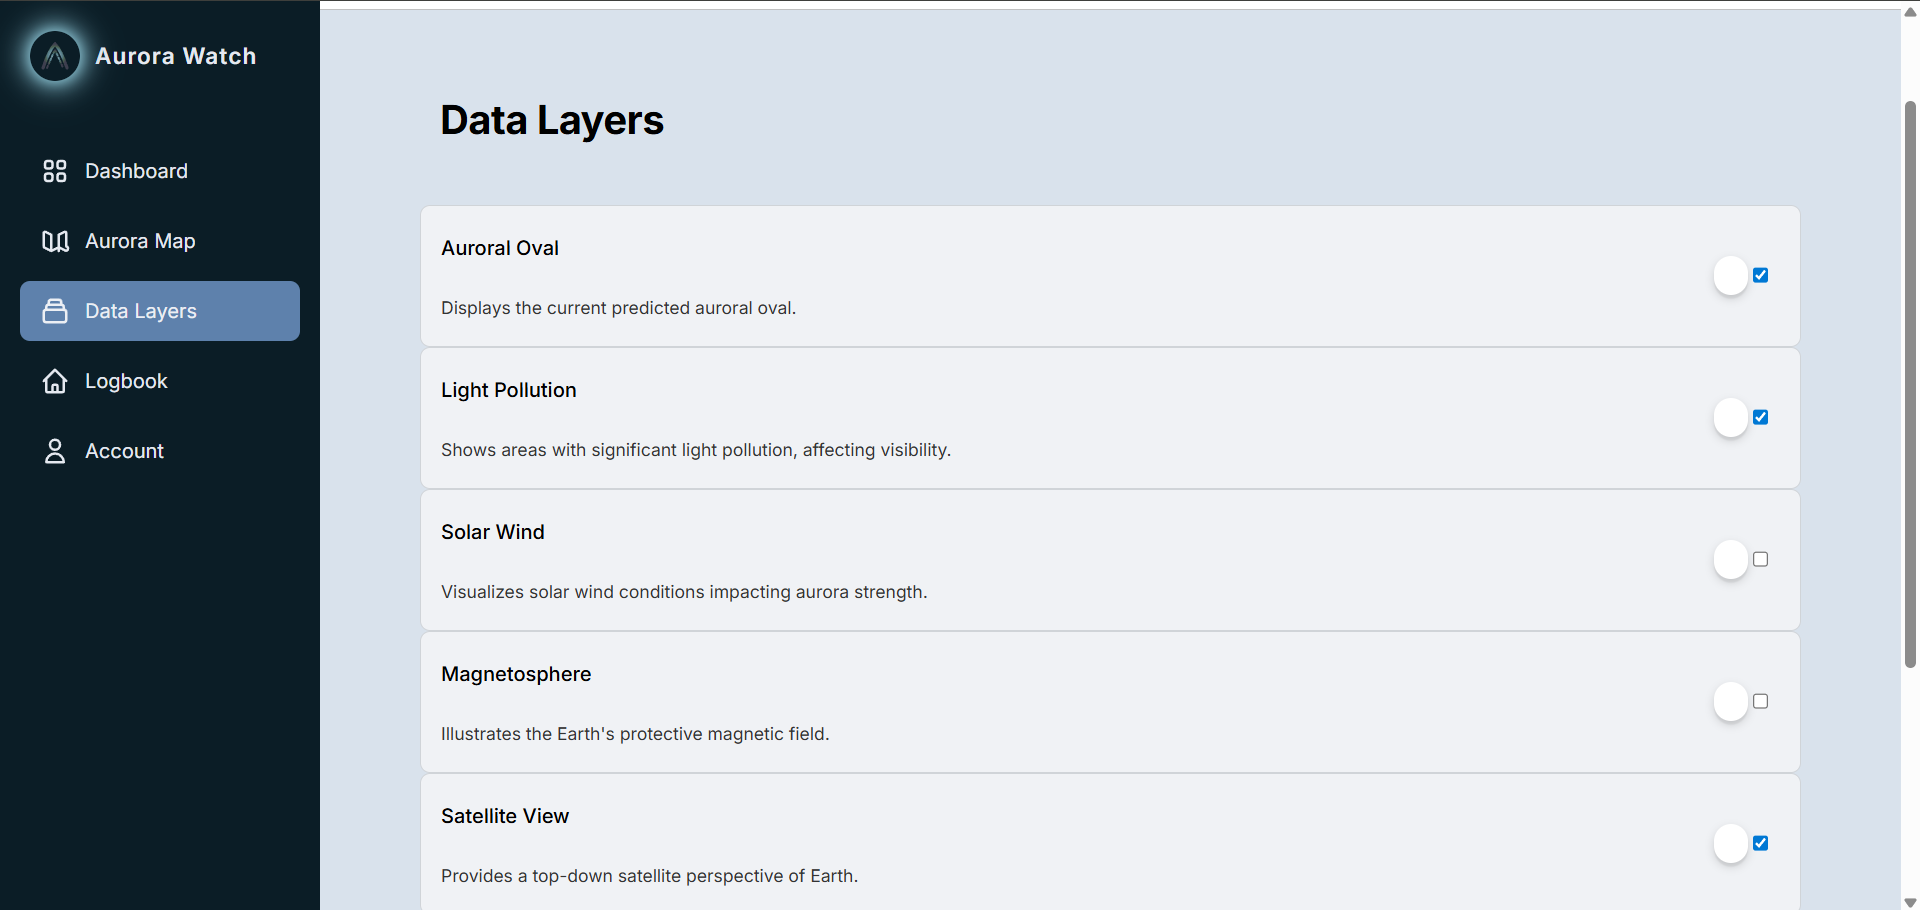 Aurora Watch
Dashboard
Aurora Map
Data Layers
Logbook
Account
Data Layers
Auroral Oval
Displays the current predicted auroral oval.
Light Pollution
Shows areas with significant light pollution, affecting visibility.
Solar Wind
Visualizes solar wind conditions impacting aurora strength.
Magnetosphere
Illustrates the Earth's protective magnetic field.
Satellite View
Provides a top-down satellite perspective of Earth.